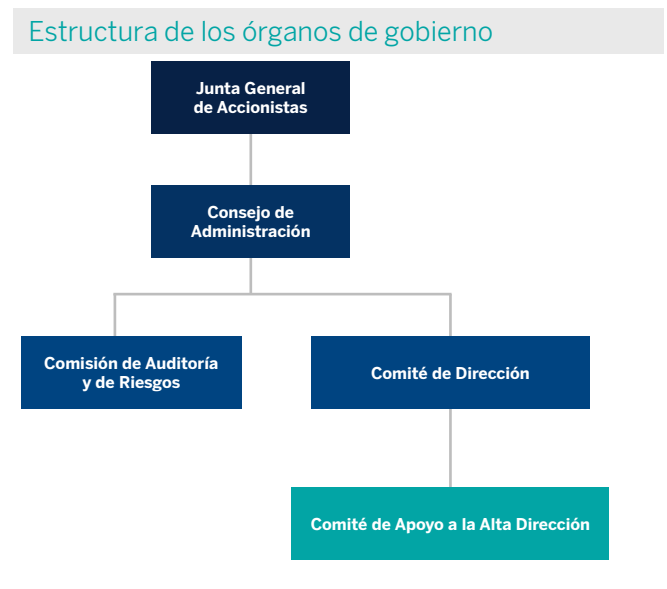 Estructura de los órganos de gobierno
Junta General
de Accionistas
Consejo de
Administración
Comisión de Auditoría
y de Riesgos
Comité de Dirección
Comité de Apoyo a la Alta Dirección